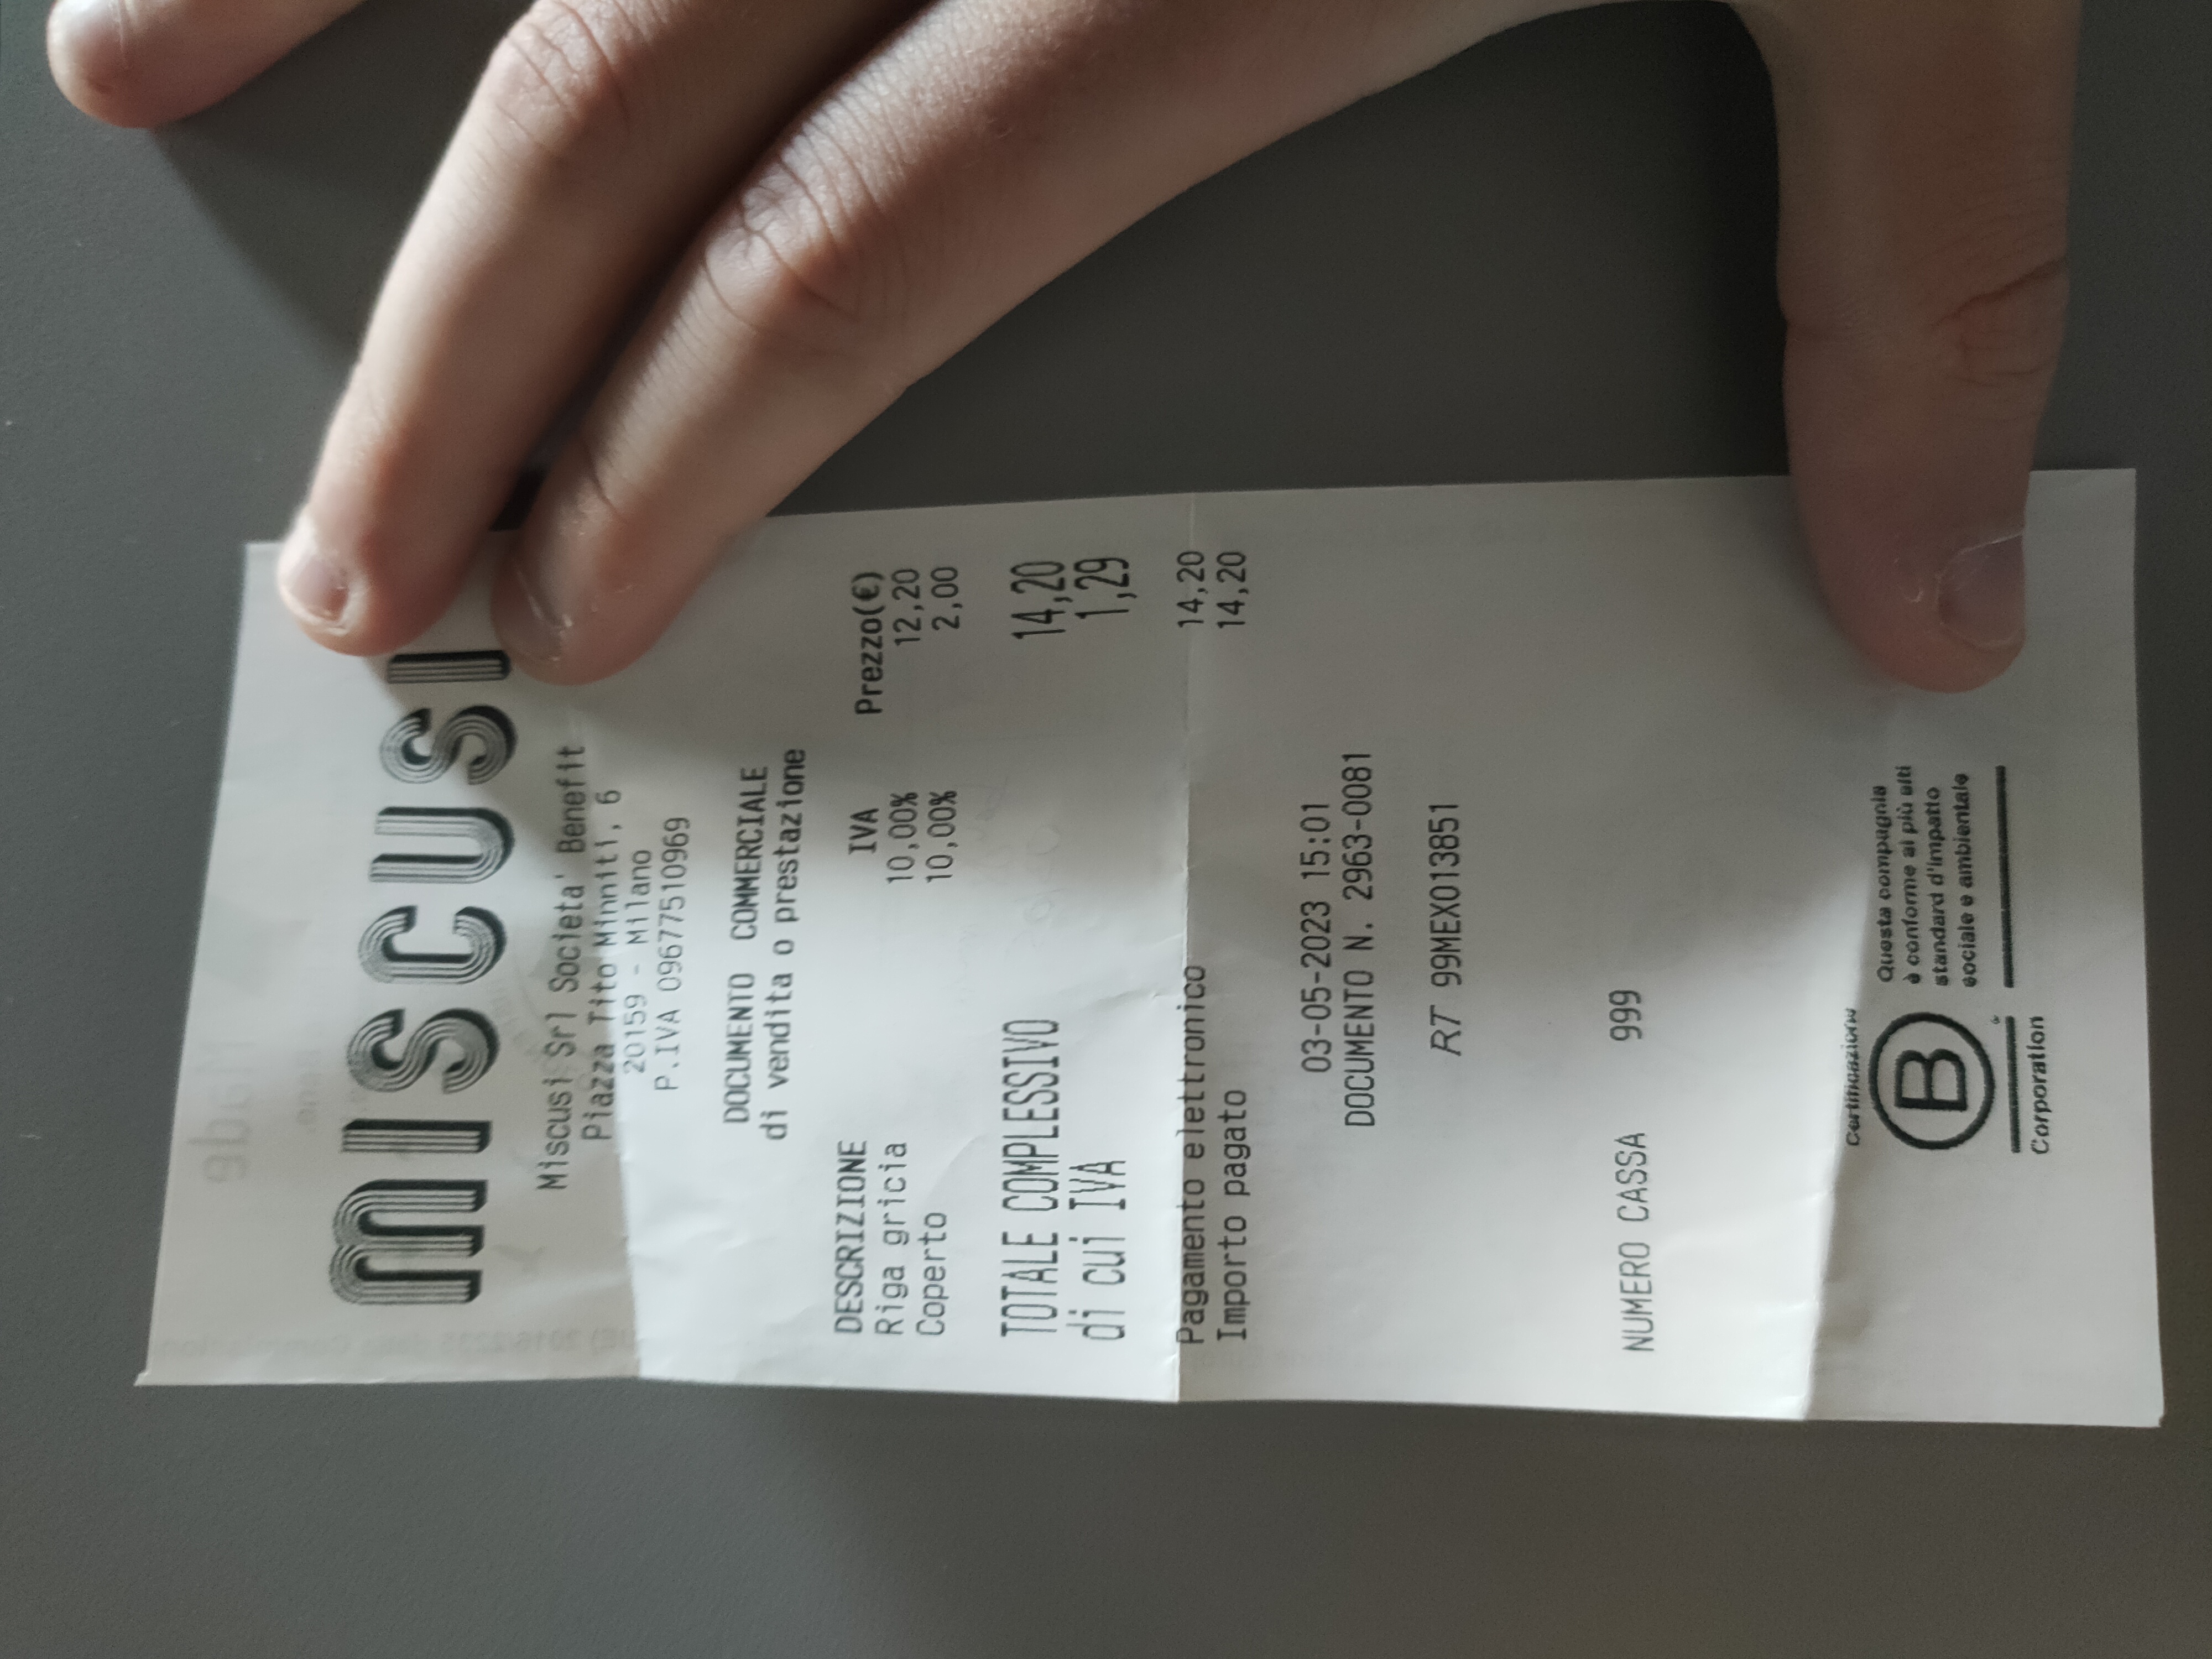 MISCUSI
Miscusi Srl Societa' Benefit
Piazza Tito Minniti, 6
20159 - Milano
P.IVA 09677510969
DOCUMENTO COMMERCIALE
di vendita o prestazione
DESCRIZIONE IVA Prezzo(€)
Riga gricia 10,00% 12,20
Coperto 10,00% 2,00
TOTALE COMPLESSIVO 14,20
di cui IVA 1,29
Pagamento elettronico 14,20
Importo pagato 14,20
03-05-2023 15:01
DOCUMENTO N. 2963-0081
RT 99MEX013851
NUMERO CASSA 999
Certificazione
B
Corporation
Questa compagnia
è conforme ai più alti
standard d'impatto
sociale e ambientale